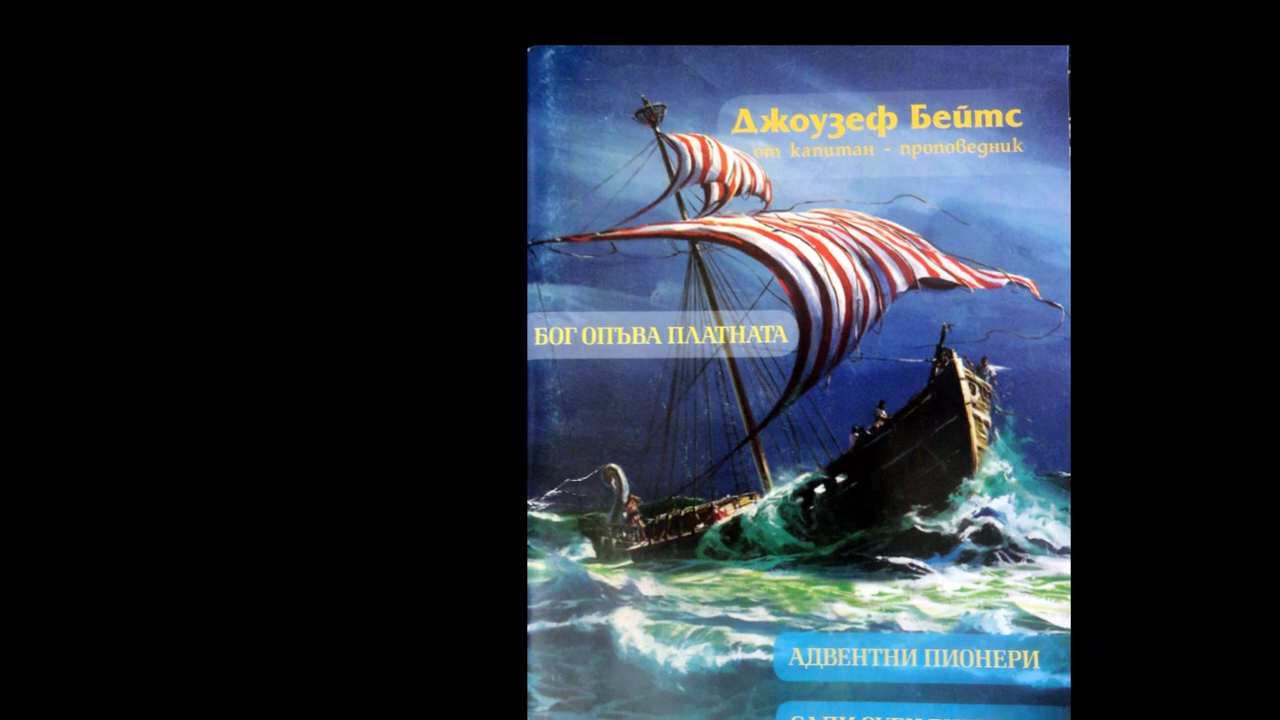 Джоузеф Бейтс
от капитан - проповедник
БОГ ОПЪВА ПЛАТНАТА
АДВЕНТНИ ПИОНЕРИ